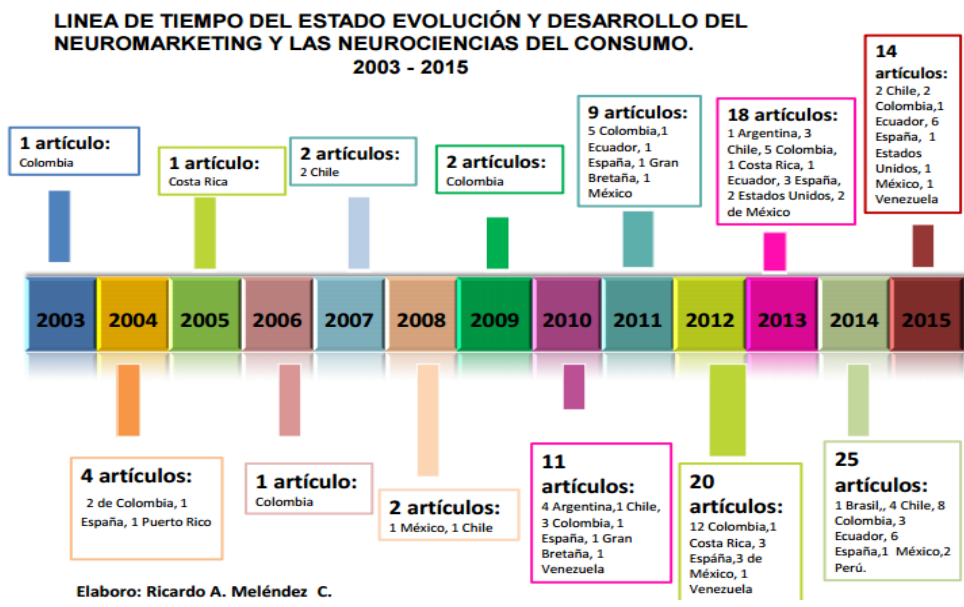 LINEA DE TIEMPO DEL ESTADO EVOLUCIÓN Y DESARROLLO DEL
NEUROMARKETING Y LAS NEUROCIENCIAS DEL CONSUMO.
2003 - 2015
1 artículo:
Colombia
1 artículo:
Costa Rica
2 artículos:
2 Chile
2 artículos:
Colombia
9 artículos:
5 Colombia,1
Ecuador, 1
España, 1 Gran
Bretaña, 1
México
18 artículos:
1 Argentina, 3
Chile, 5 Colombia,
1 Costa Rica, 1
Ecuador, 3 España,
2 Estados Unidos, 2
de México
14
artículos:
2 Chile, 2
Colombia,1
Ecuador, 6
España, 1
Estados
Unidos, 1
México, 1
Venezuela
2003 2004 2005 2006 2007 2008 2009 2010 2011 2012 2013 2014 2015
4 artículos:
2 de Colombia, 1
España, 1 Puerto Rico
1 artículo:
Colombia
2 artículos:
1 México, 1 Chile
11
artículos:
4 Argentina,1 Chile,
3 Colombia, 1
España, 1 Gran
Bretaña, 1
Venezuela
20
artículos:
12 Colombia,1
Costa Rica, 3
Espáña,3 de
México, 1
Venezuela
25
artículos:
1 Brasil,, 4 Chile, 8
Colombia, 3
Ecuador, 6
España,1 México,2
Perú.
Elaboro: Ricardo A. Meléndez C.